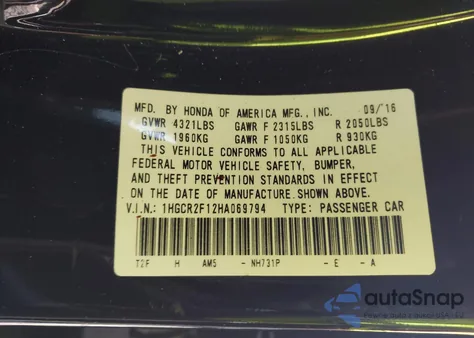 MFD. BY HONDA OF AMERICA MFG., INC. 09/16
GVWR 4321LBS GAWR F 2315LBS R 2050LBS
GVWR 1960KG GAWR F 1050KG R 930KG
THIS VEHICLE CONFORMS TO ALL APPLICABLE
FEDERAL MOTOR VEHICLE SAFETY, BUMPER,
AND THEFT PREVENTION STANDARDS IN EFFECT
ON THE DATE OF MANUFACTURE SHOWN ABOVE.
V.I.N.: 1HGCR2F12HA069794 TYPE: PASSENGER CAR
T2F H AM5 - NH731P - E - A
autoSnap